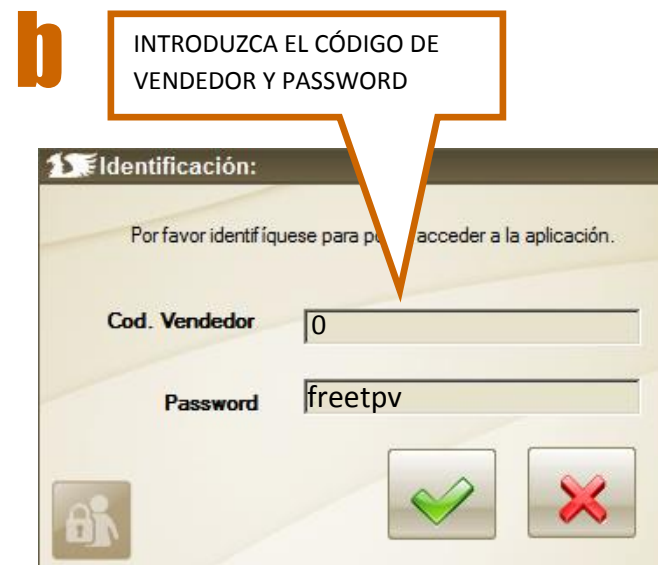 b
INTRODUZCA EL CÓDIGO DE
VENDEDOR Y PASSWORD
Identificación:
Por favor identifíquese para po acceder a la aplicación.
Cod. Vendedor
0
Password
freetpv